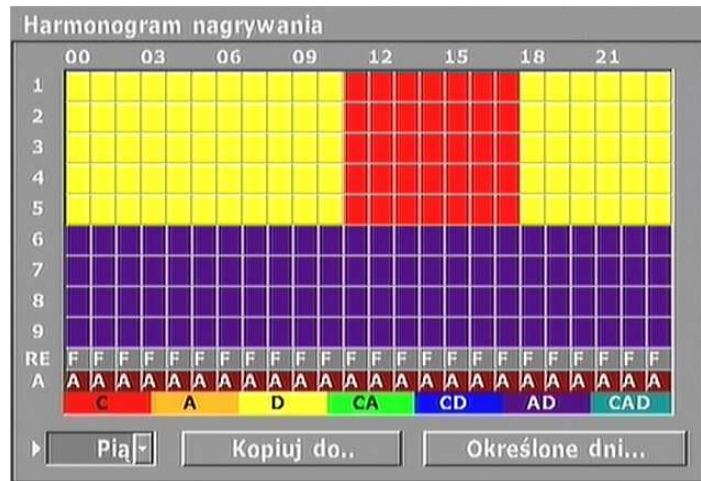 Harmonogram nagrywania
00 03 06 09 12 15 18 21
1
2
3
4
5
6
7
8
9
RE F F F F F F F F F F F F F F F F F F F F F F F F
A A A A A A A A A A A A A A A A A A A A A A A A A
C A D CA CD AD CAD
Pią Kopiuj do.. Określone dni...